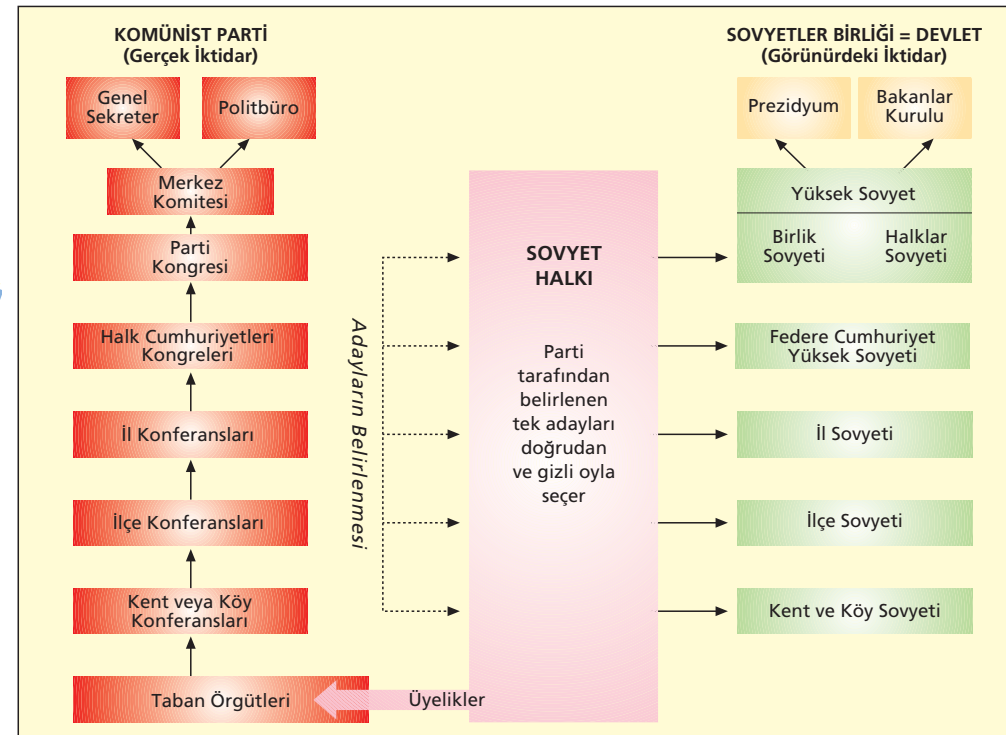 KOMÜNİST PARTİ
(Gerçek İktidar)
Genel
Sekreter
Politbüro
Merkez
Komitesi
Parti
Kongresi
Halk Cumhuriyetleri
Kongreleri
İl Konferansları
İlçe Konferansları
Kent veya Köy
Konferansları
Taban Örgütleri
Üyelikler
Adayların Belirlenmesi
SOVYET
HALKI
Parti
tarafından
belirlenen
tek adayları
doğrudan
ve gizli oyla
seçer
SOVYETLER BİRLİĞİ = DEVLET
(Görünürdeki İktidar)
Prezidyum
Bakanlar
Kurulu
Yüksek Sovyet
Birlik
Sovyeti
Halklar
Sovyeti
Federe Cumhuriyet
Yüksek Sovyeti
İl Sovyeti
İlçe Sovyeti
Kent ve Köy Sovyeti